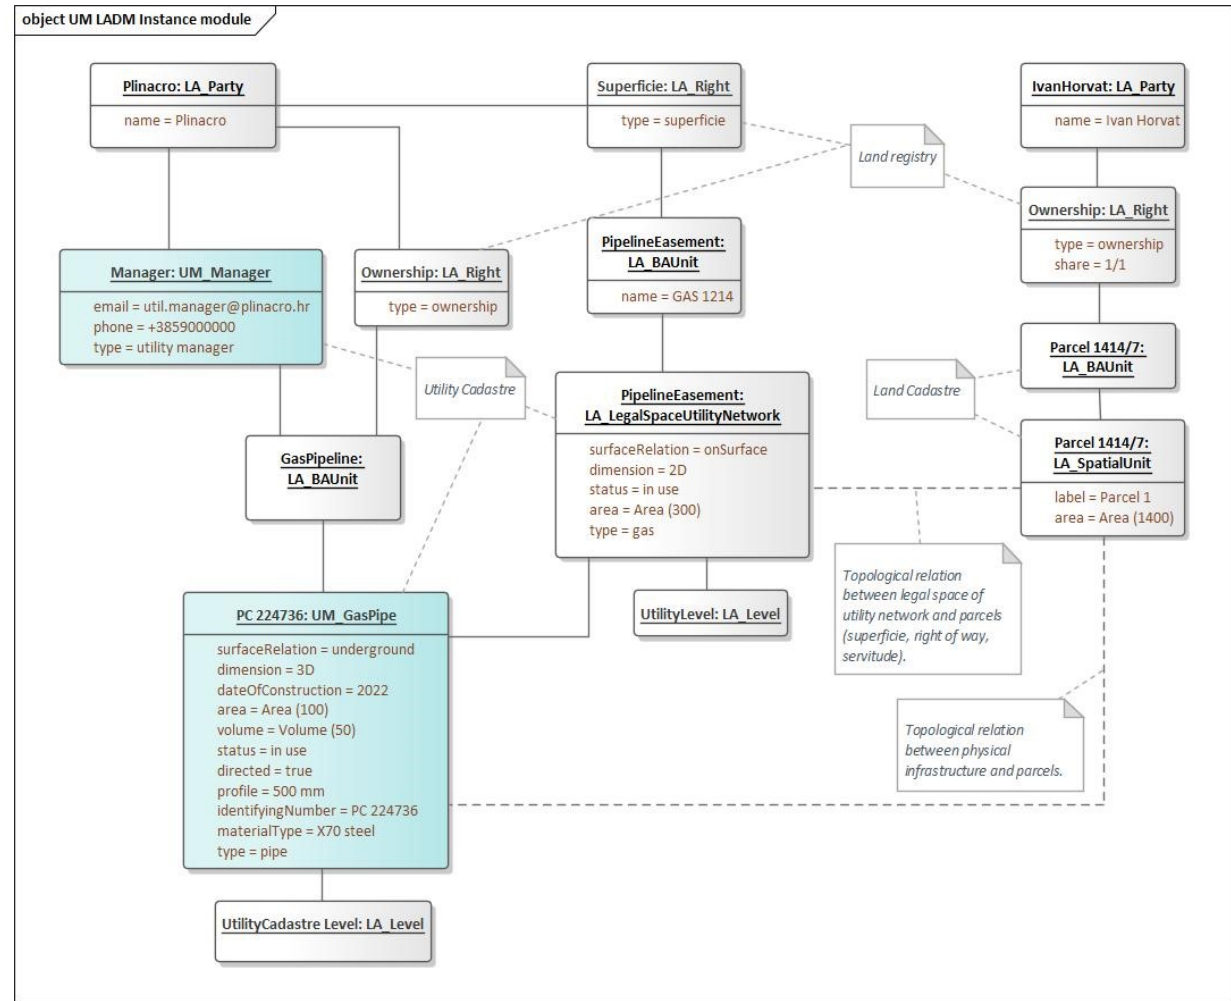 object UM LADM Instance module
Plinacro: LA_Party
name = Plinacro
Superficie: LA_Right
type = superficie
IvanHorvat: LA_Party
name = Ivan Horvat
Land registry
Ownership: LA_Right
type = ownership
share = 1/1
PipelineEasement:
LA_BAUnit
name = GAS 1214
Manager: UM_Manager
email = util.manager@plinacro.hr
phone = +3859000000
type = utility manager
Ownership: LA_Right
type = ownership
Utility Cadastre
PipelineEasement:
LA_LegalSpaceUtilityNetwork
surfaceRelation = onSurface
dimension = 2D
status = in use
area = Area (300)
type = gas
Land Cadastre
Parcel 1414/7:
LA_BAUnit
Parcel 1414/7:
LA_SpatialUnit
label = Parcel 1
area = Area (1400)
GasPipeline:
LA_BAUnit
Topological relation
between legal space of
utility network and parcels
(superficie, right of way,
servitude).
UtilityLevel: LA_Level
PC 224736: UM_GasPipe
surfaceRelation = underground
dimension = 3D
dateOfConstruction = 2022
area = Area (100)
volume = Volume (50)
status = in use
directed = true
profile = 500 mm
identifyingNumber = PC 224736
materialType = X70 steel
type = pipe
Topological relation
between physical
infrastructure and parcels.
UtilityCadastre Level: LA_Level